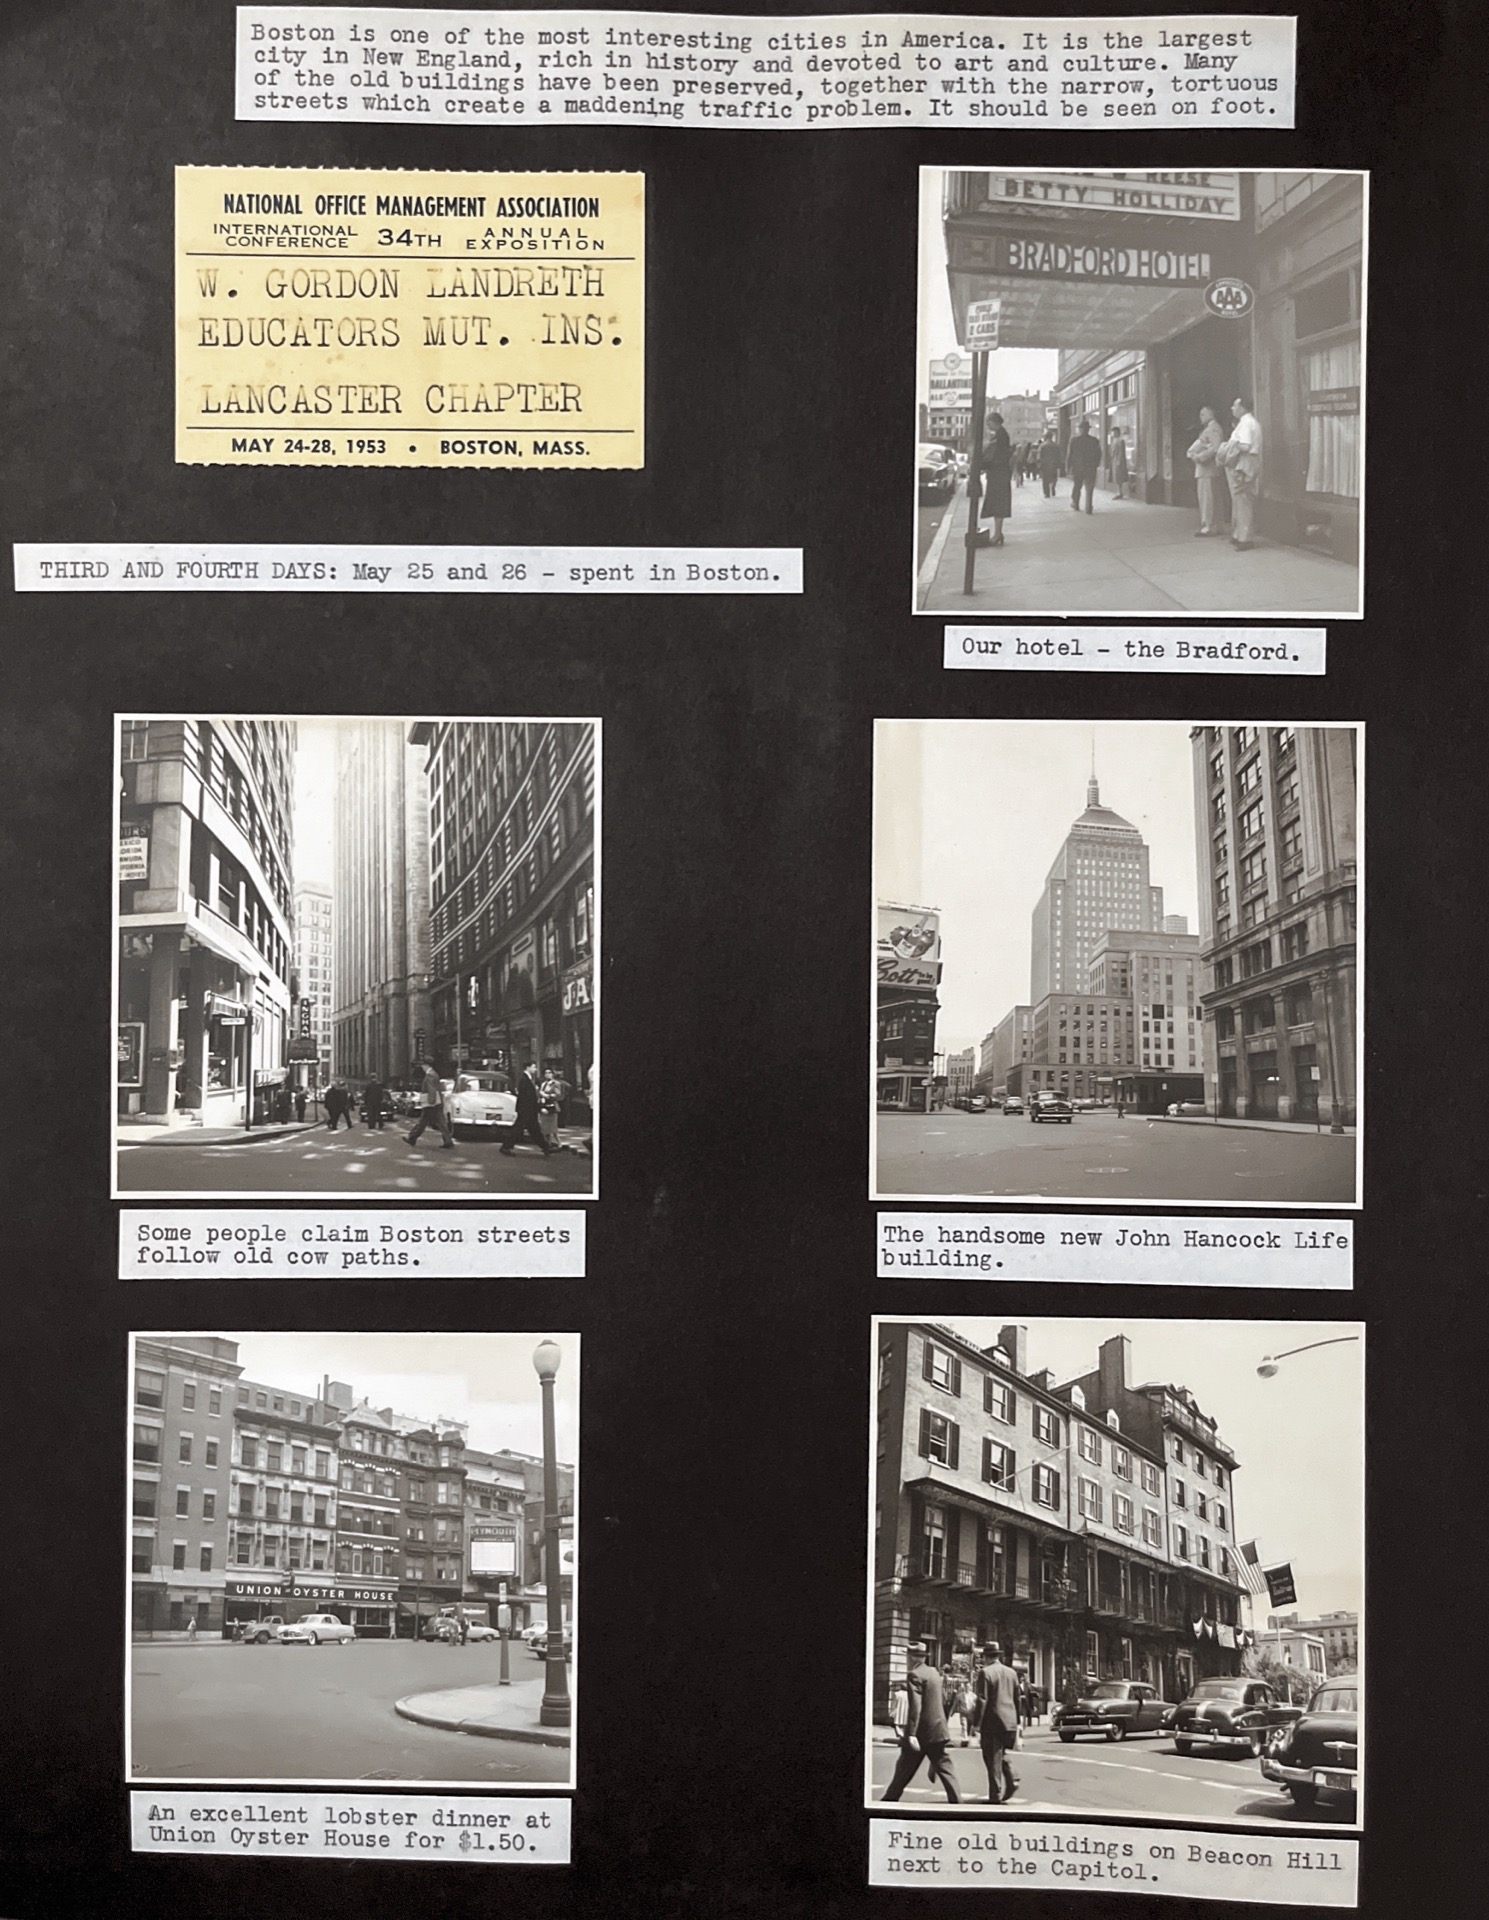 Boston is one of the most interesting cities in America. It is the largest
city in New England, rich in history and devoted to art and culture. Many
of the old buildings have been preserved, together with the narrow, tortuous
streets which create a maddening traffic problem. It should be seen on foot.
NATIONAL OFFICE MANAGEMENT ASSOCIATION
INTERNATIONAL CONFERENCE 34TH ANNUAL EXPOSITION
W. GORDON LANDRETH
EDUCATORS MUT. INS.
LANCASTER CHAPTER
MAY 24-28, 1953 • BOSTON, MASS.
REESE
BETTY HOLLIDAY
BRADFORD HOTEL
AAA
2 CABS
BALLANTINE
Our hotel - the Bradford.
THIRD AND FOURTH DAYS: May 25 and 26 - spent in Boston.
Some people claim Boston streets
follow old cow paths.
The handsome new John Hancock Life
building.
UNION OYSTER HOUSE
PLYMOUTH
An excellent lobster dinner at
Union Oyster House for $1.50.
Fine old buildings on Beacon Hill
next to the Capitol.